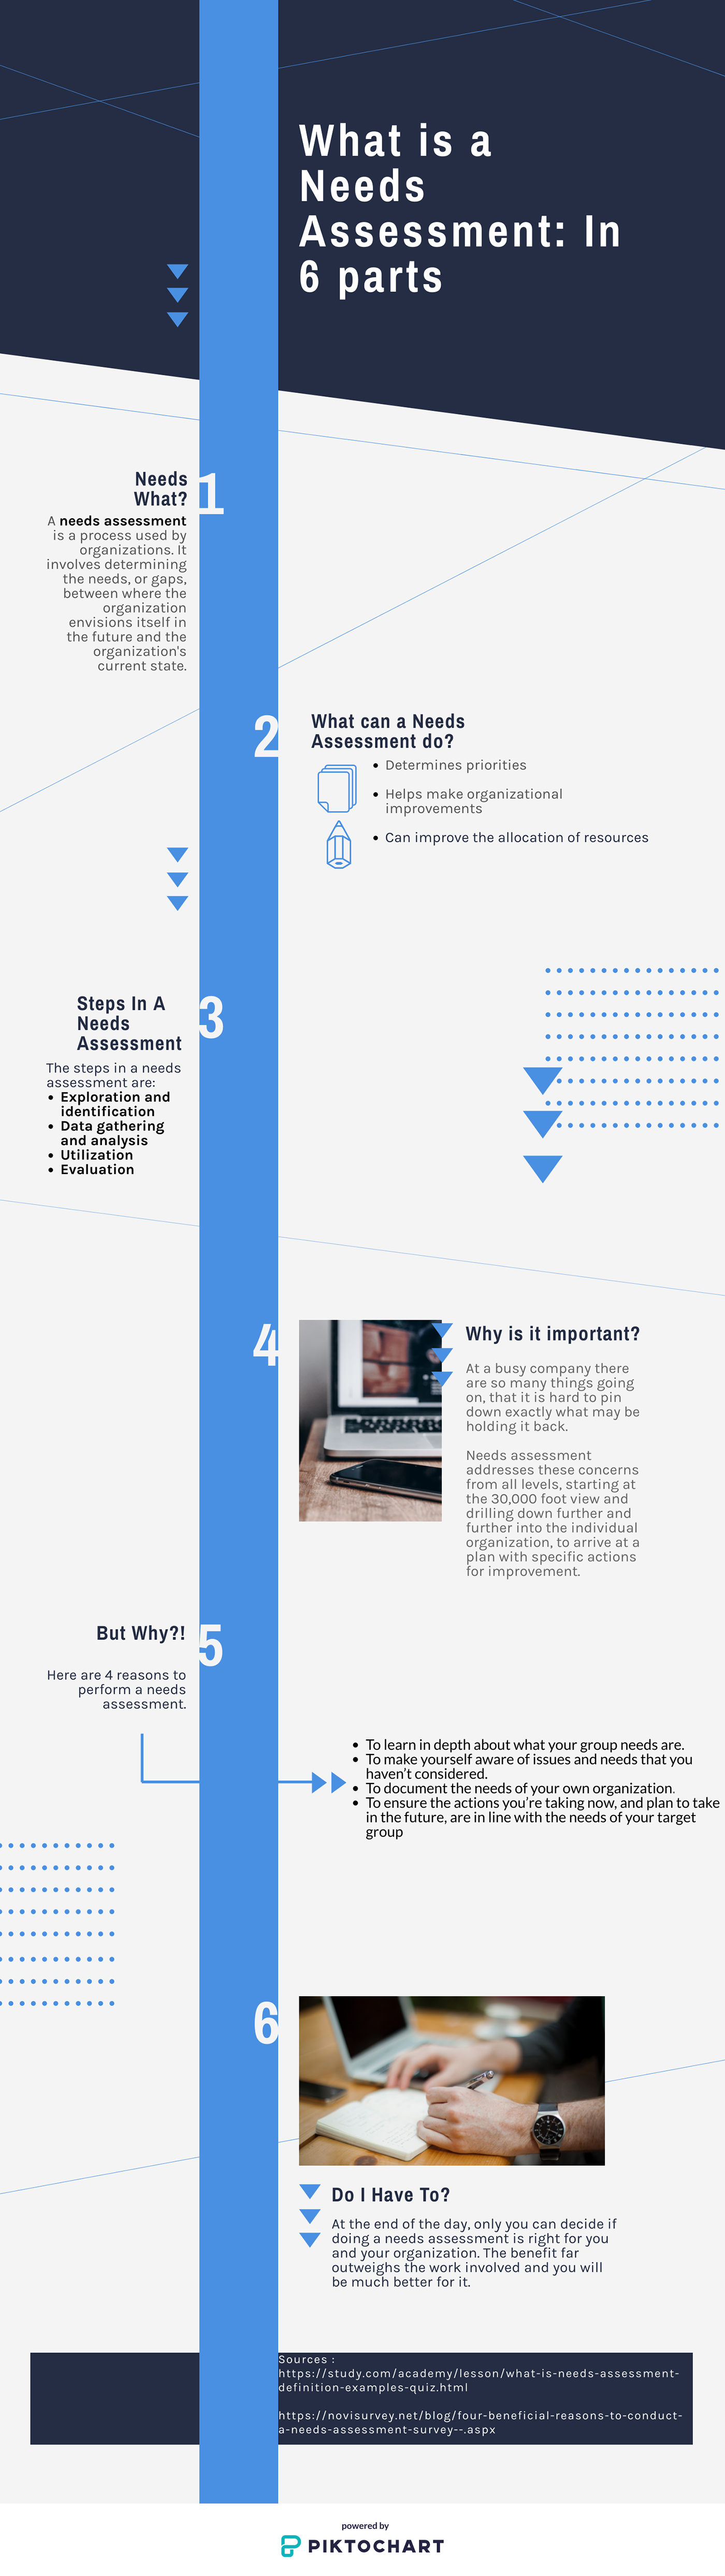 What is a
Needs
Assessment: In
6 parts
1
Needs
What?
A needs assessment
is a process used by
organizations. It
involves determining
the needs, or gaps,
between where the
organization
envisions itself in
the future and the
organization's
current state.
2
What can a Needs
Assessment do?
• Determines priorities
• Helps make organizational
improvements
• Can improve the allocation of resources
3
Steps In A
Needs
Assessment
The steps in a needs
assessment are:
• Exploration and
identification
• Data gathering
and analysis
• Utilization
• Evaluation
4
Why is it important?
At a busy company there
are so many things going
on, that it is hard to pin
down exactly what may be
holding it back.
Needs assessment
addresses these concerns
from all levels, starting at
the 30,000 foot view and
drilling down further and
further into the individual
organization, to arrive at a
plan with specific actions
for improvement.
5
But Why?!
Here are 4 reasons to
perform a needs
assessment.
• To learn in depth about what your group needs are.
• To make yourself aware of issues and needs that you
haven't considered.
• To document the needs of your own organization.
• To ensure the actions you're taking now, and plan to take
in the future, are in line with the needs of your target
group
6
Do I Have To?
At the end of the day, only you can decide if
doing a needs assessment is right for you
and your organization. The benefit far
outweighs the work involved and you will
be much better for it.
Sources :
https://study.com/academy/lesson/what-is-needs-assessment-
definition-examples-quiz.html
https://novisurvey.net/blog/four-beneficial-reasons-to-conduct-
a-needs-assessment-survey--.aspx
powered by
PIKTOCHART